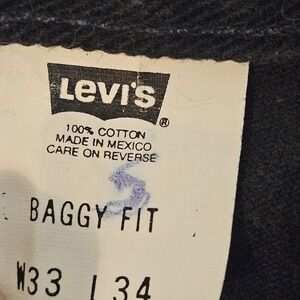 LEVI'S
®
100% COTTON
MADE IN MEXICO
CARE ON REVERSE
BAGGY FIT
W33 L34